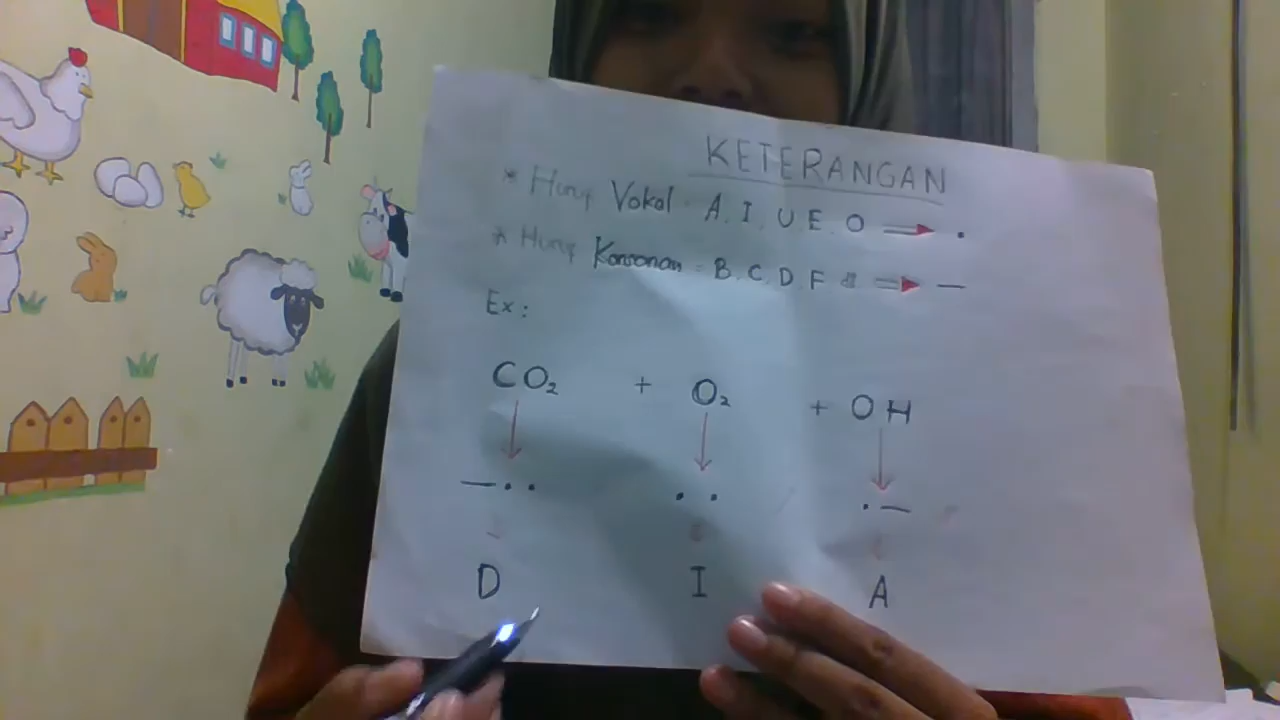 KETERANGAN
* Huruf Vokal : A, I, U, E, O ⇒ .
* Huruf Konsonan : B, C, D, F ⇒ —
Ex :
CO₂ + O₂ + OH
— . . . . . —
D I A